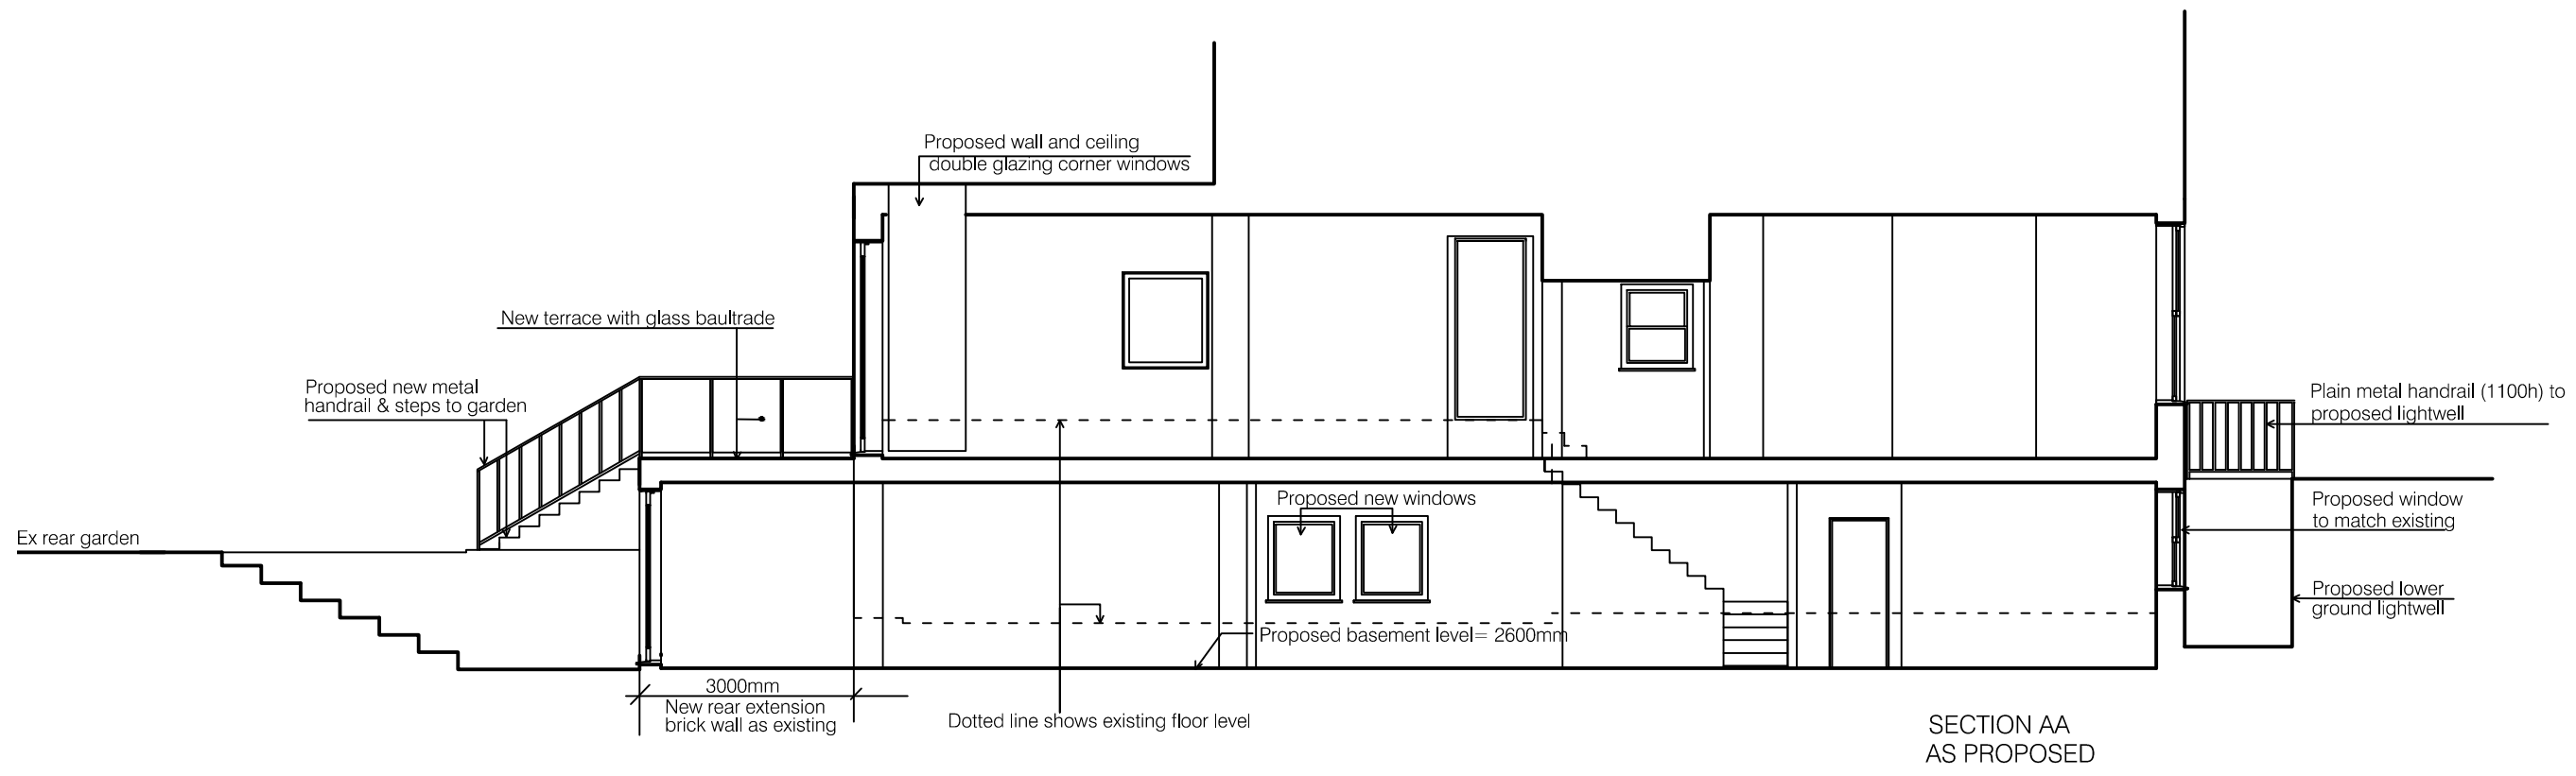 Proposed wall and ceiling
double glazing corner windows
New terrace with glass baultrade
Proposed new metal
handrail & steps to garden
Plain metal handrail (1100h) to
proposed lightwell
Proposed new windows
Proposed window
to match existing
Ex rear garden
Proposed lower
ground lightwell
Proposed basement level= 2600mm
3000mm
New rear extension
brick wall as existing
Dotted line shows existing floor level
SECTION AA
AS PROPOSED